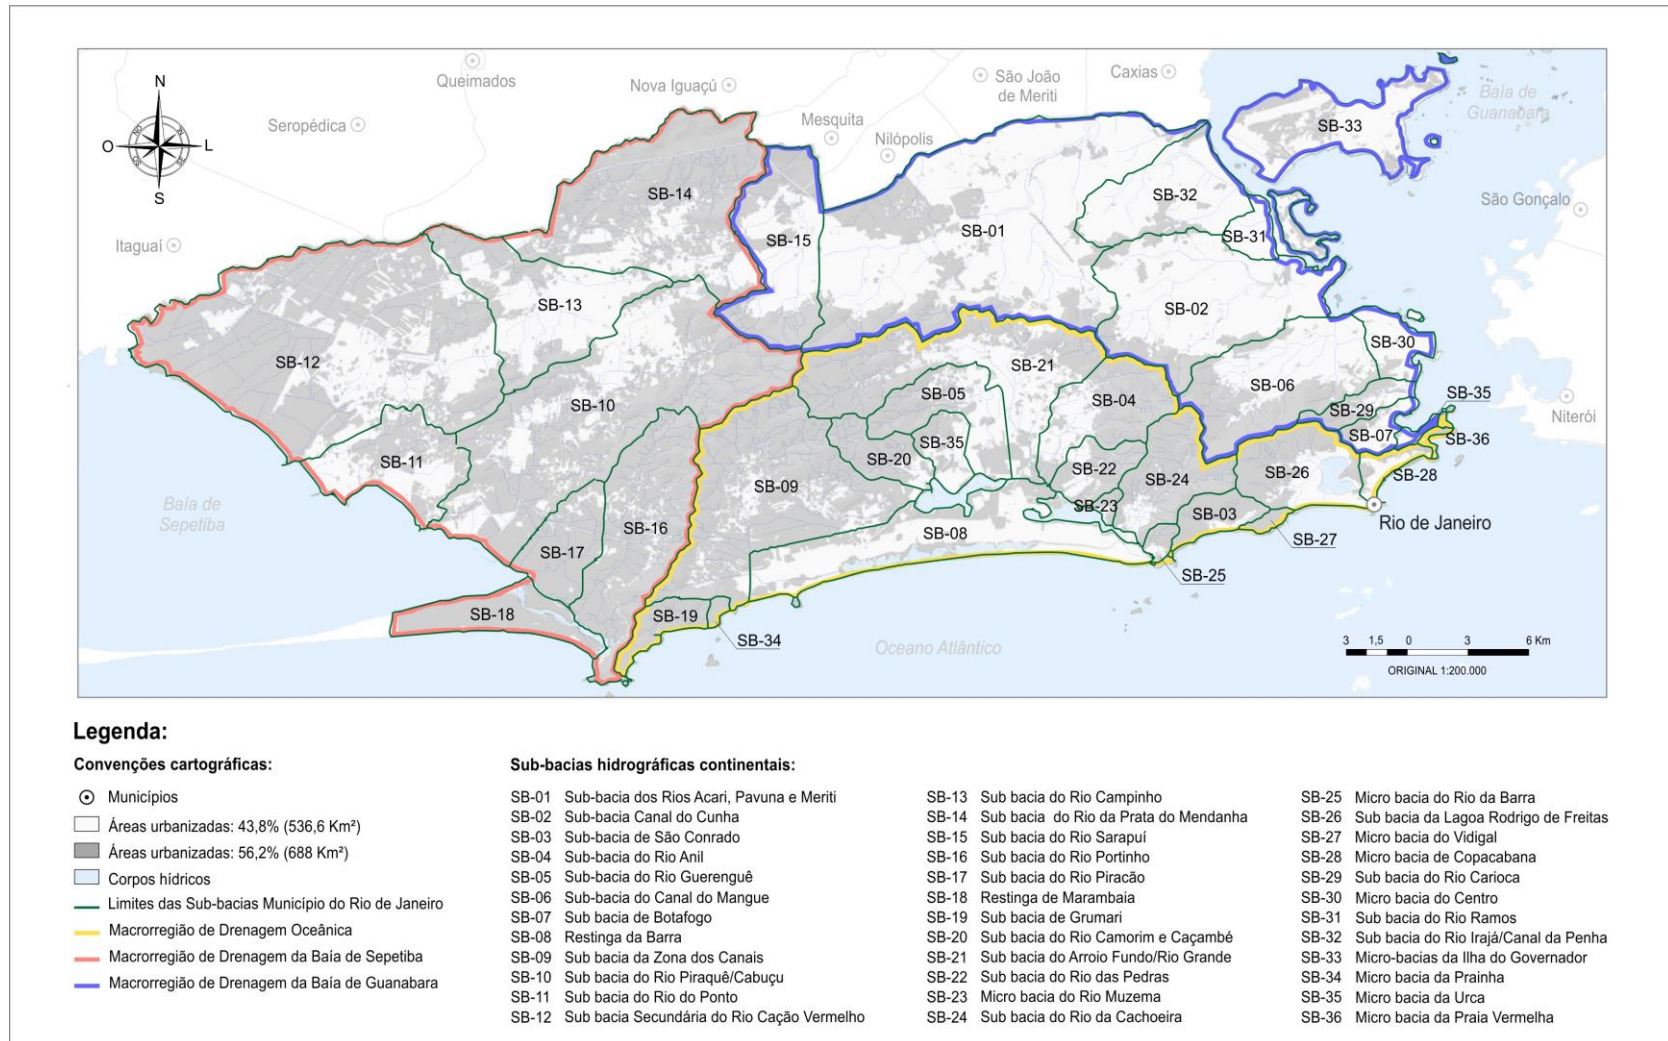 Queimados
Nova Iguaçú
São João
de Meriti
Caxias
Seropédica
Mesquita
Nilópolis
Baía de
Guanabara
São Gonçalo
Itaguaí
Niterói
N
O
L
S
NO
NE
SO
SE
SB-33
SB-14
SB-32
SB-15
SB-01
SB-31
SB-13
SB-02
SB-30
SB-12
SB-21
SB-06
SB-05
SB-04
SB-35
SB-10
SB-29
SB-35
SB-07
SB-36
SB-11
SB-20
SB-22
SB-26
SB-28
SB-09
SB-24
SB-23
SB-03
Baía de
Sepetiba
SB-16
SB-08
Rio de Janeiro
SB-27
SB-17
SB-25
SB-18
SB-19
SB-34
Oceano Atlântico
3 1,5 0 3 6 Km
ORIGINAL 1:200.000
Legenda:
Convenções cartográficas:
Municípios
Áreas urbanizadas: 43,8% (536,6 Km²)
Áreas urbanizadas: 56,2% (688 Km²)
Corpos hídricos
Limites das Sub-bacias Município do Rio de Janeiro
Macrorregião de Drenagem Oceânica
Macrorregião de Drenagem da Baía de Sepetiba
Macrorregião de Drenagem da Baía de Guanabara
Sub-bacias hidrográficas continentais:
SB-01 Sub-bacia dos Rios Acari, Pavuna e Meriti
SB-02 Sub-bacia Canal do Cunha
SB-03 Sub-bacia de São Conrado
SB-04 Sub-bacia do Rio Anil
SB-05 Sub-bacia do Rio Guerenguê
SB-06 Sub-bacia do Canal do Mangue
SB-07 Sub bacia de Botafogo
SB-08 Restinga da Barra
SB-09 Sub bacia da Zona dos Canais
SB-10 Sub bacia do Rio Piraquê/Cabuçu
SB-11 Sub bacia do Rio do Ponto
SB-12 Sub bacia Secundária do Rio Cação Vermelho
SB-13 Sub bacia do Rio Campinho
SB-14 Sub bacia do Rio da Prata do Mendanha
SB-15 Sub bacia do Rio Sarapuí
SB-16 Sub bacia do Rio Portinho
SB-17 Sub bacia do Rio Piracão
SB-18 Restinga de Marambaia
SB-19 Sub bacia de Grumari
SB-20 Sub bacia do Rio Camorim e Caçambé
SB-21 Sub bacia do Arroio Fundo/Rio Grande
SB-22 Sub bacia do Rio das Pedras
SB-23 Micro bacia do Rio Muzema
SB-24 Sub bacia do Rio da Cachoeira
SB-25 Micro bacia do Rio da Barra
SB-26 Sub bacia da Lagoa Rodrigo de Freitas
SB-27 Micro bacia do Vidigal
SB-28 Micro bacia de Copacabana
SB-29 Sub bacia do Rio Carioca
SB-30 Micro bacia do Centro
SB-31 Sub bacia do Rio Ramos
SB-32 Sub bacia do Rio Irajá/Canal da Penha
SB-33 Micro-bacias da Ilha do Governador
SB-34 Micro bacia da Prainha
SB-35 Micro bacia da Urca
SB-36 Micro bacia da Praia Vermelha